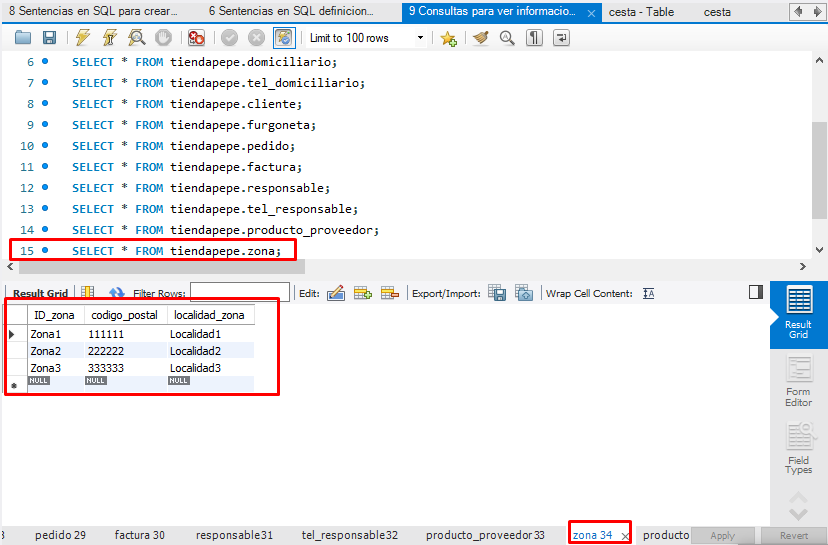 8 Sentencias en SQL para crear... 6 Sentencias en SQL definicion... 9 Consultas para ver informacio... cesta - Table cesta
Limit to 100 rows
6 SELECT * FROM tiendapepe.domiciliario;
7 SELECT * FROM tiendapepe.tel_domiciliario;
8 SELECT * FROM tiendapepe.cliente;
9 SELECT * FROM tiendapepe.furgoneta;
10 SELECT * FROM tiendapepe.pedido;
11 SELECT * FROM tiendapepe.factura;
12 SELECT * FROM tiendapepe.responsable;
13 SELECT * FROM tiendapepe.tel_responsable;
14 SELECT * FROM tiendapepe.producto_proveedor;
15 SELECT * FROM tiendapepe.zona;
Result Grid Filter Rows: Edit: Export/Import: Wrap Cell Content: IA
ID_zona codigo_postal localidad_zona
Zona1 111111 Localidad1
Zona2 222222 Localidad2
Zona3 333333 Localidad3
NULL NULL NULL
Result
Grid
Form
Editor
Field
Types
pedido 29 factura 30 responsable31 tel_responsable32 producto_proveedor33 zona 34 producto Apply Revert